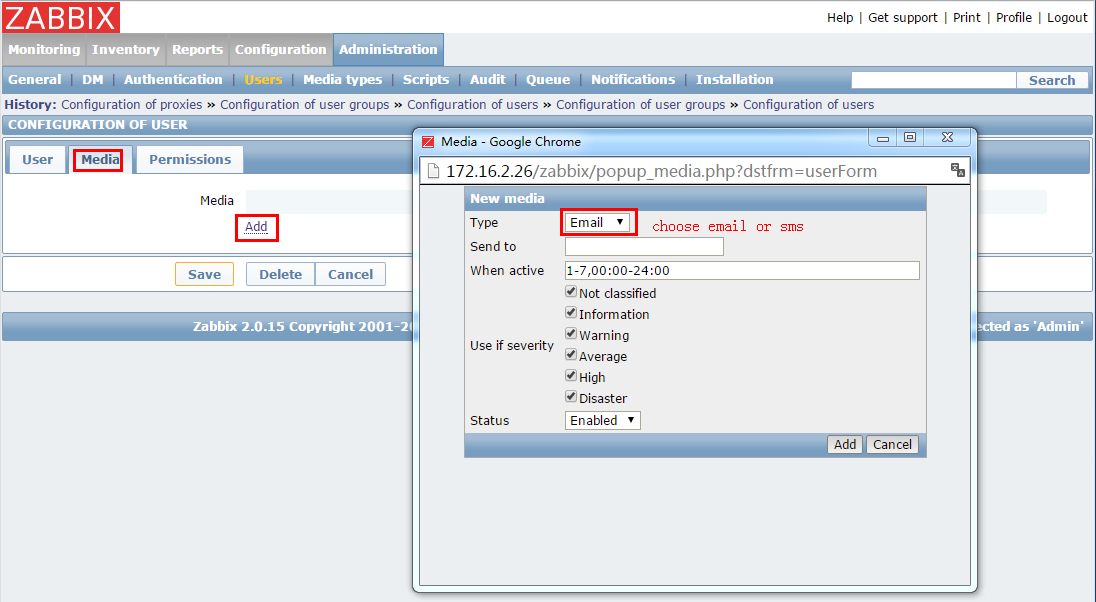 ZABBIX
Help | Get support | Print | Profile | Logout
Monitoring Inventory Reports Configuration Administration
General | DM | Authentication | Users | Media types | Scripts | Audit | Queue | Notifications | Installation Search
History: Configuration of proxies » Configuration of user groups » Configuration of users » Configuration of user groups » Configuration of users
CONFIGURATION OF USER
User Media Permissions
Media
Add
Save Delete Cancel
Zabbix 2.0.15 Copyright 2001-20
cted as 'Admin'
Media - Google Chrome
172.16.2.26/zabbix/popup_media.php?dstfrm=userForm
New media
Type Email choose email or sms
Send to
When active 1-7,00:00-24:00
Use if severity
Not classified
Information
Warning
Average
High
Disaster
Status Enabled
Add Cancel